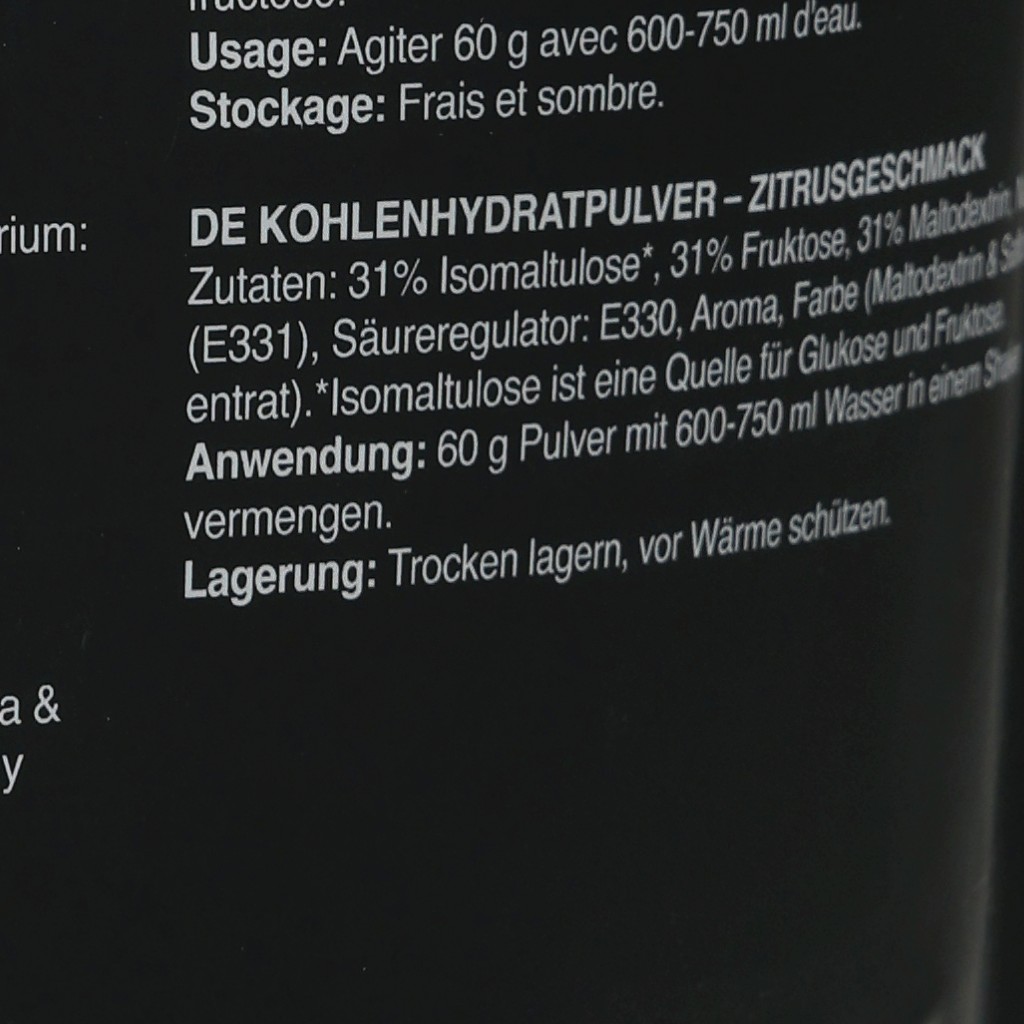 fructose.
Usage: Agiter 60 g avec 600-750 ml d'eau.
Stockage: Frais et sombre.
rium:
DE KOHLENHYDRATPULVER – ZITRUSGESCHMACK
Zutaten: 31% Isomaltulose*, 31% Fruktose, 31% Maltodextrin,
(E331), Säureregulator: E330, Aroma, Farbe (Maltodextrin &
entrat).*Isomaltulose ist eine Quelle für Glukose und Fruktose.
Anwendung: 60 g Pulver mit 600-750 ml Wasser in einem
vermengen.
Lagerung: Trocken lagern, vor Wärme schützen.
a &
y